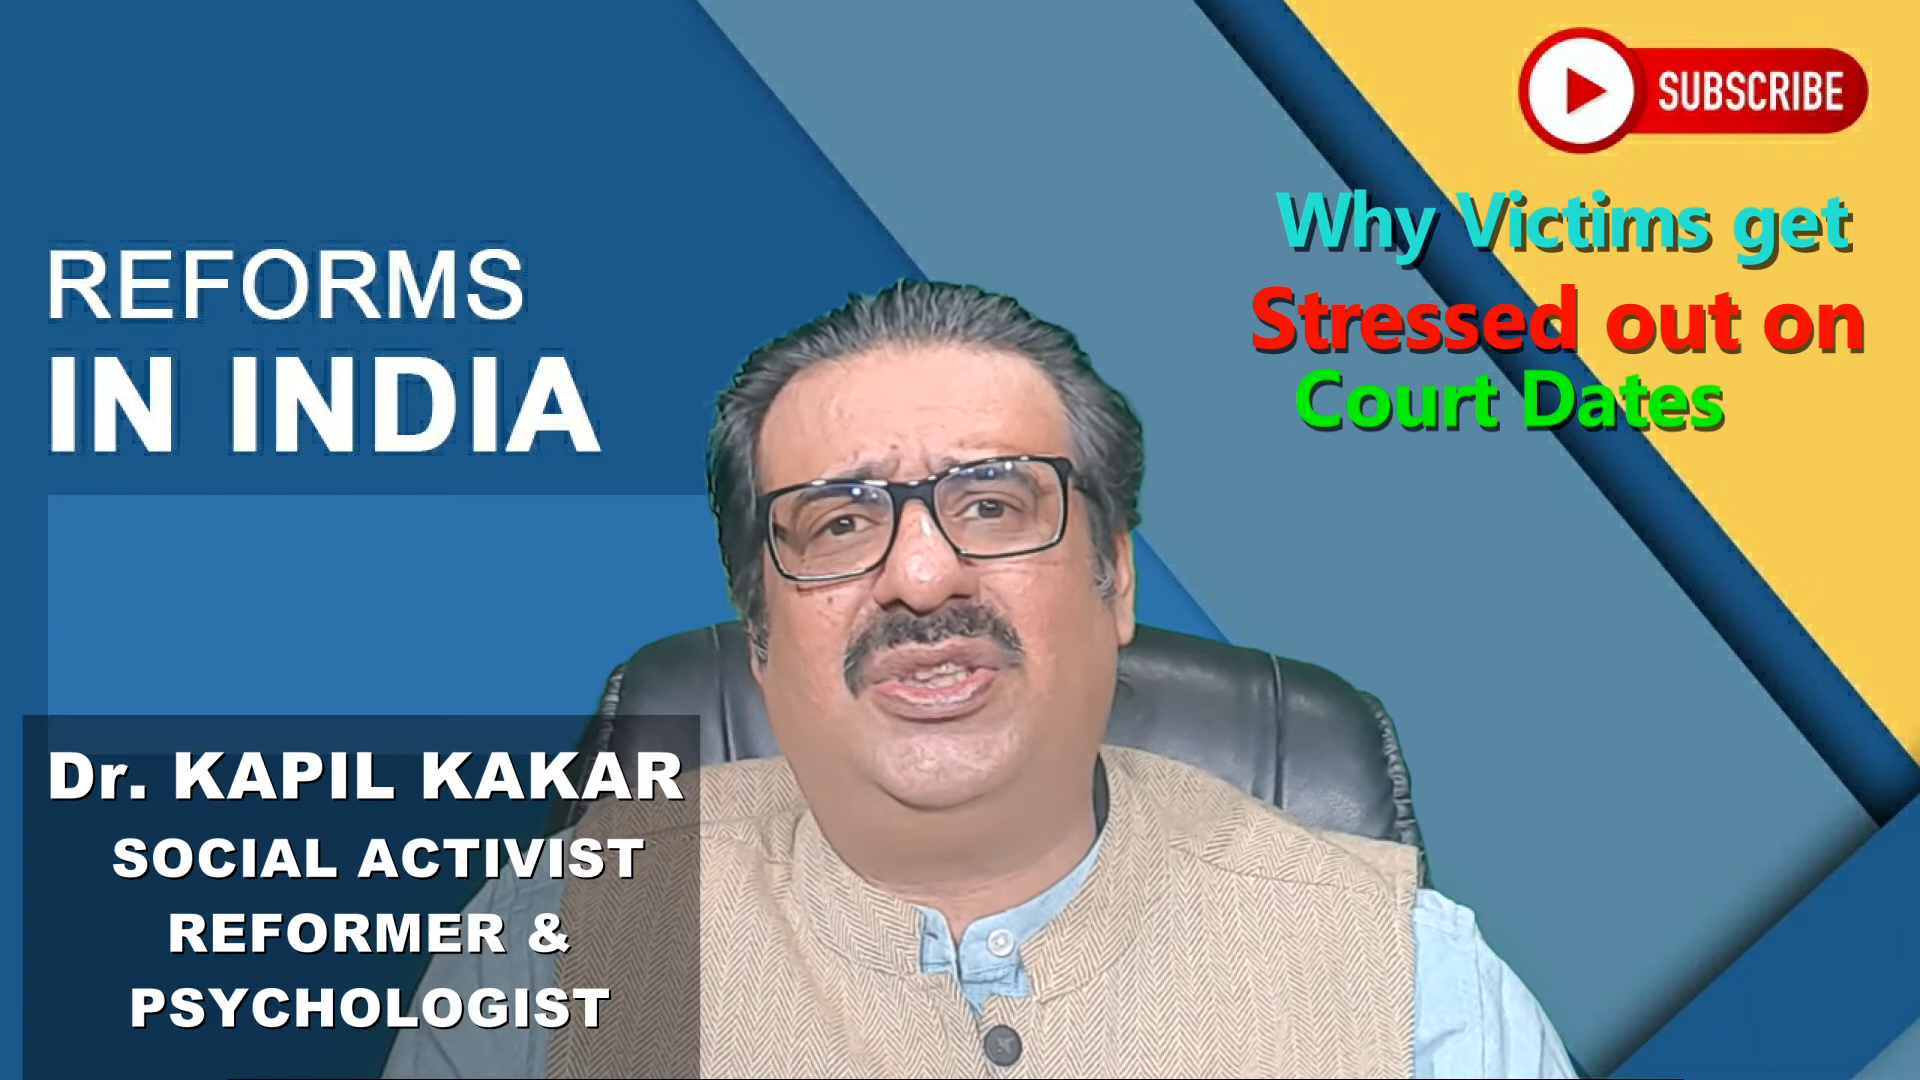 SUBSCRIBE
Why Victims get
Stressed out on
Court Dates
REFORMS
IN INDIA
Dr. KAPIL KAKAR
SOCIAL ACTIVIST
REFORMER &
PSYCHOLOGIST